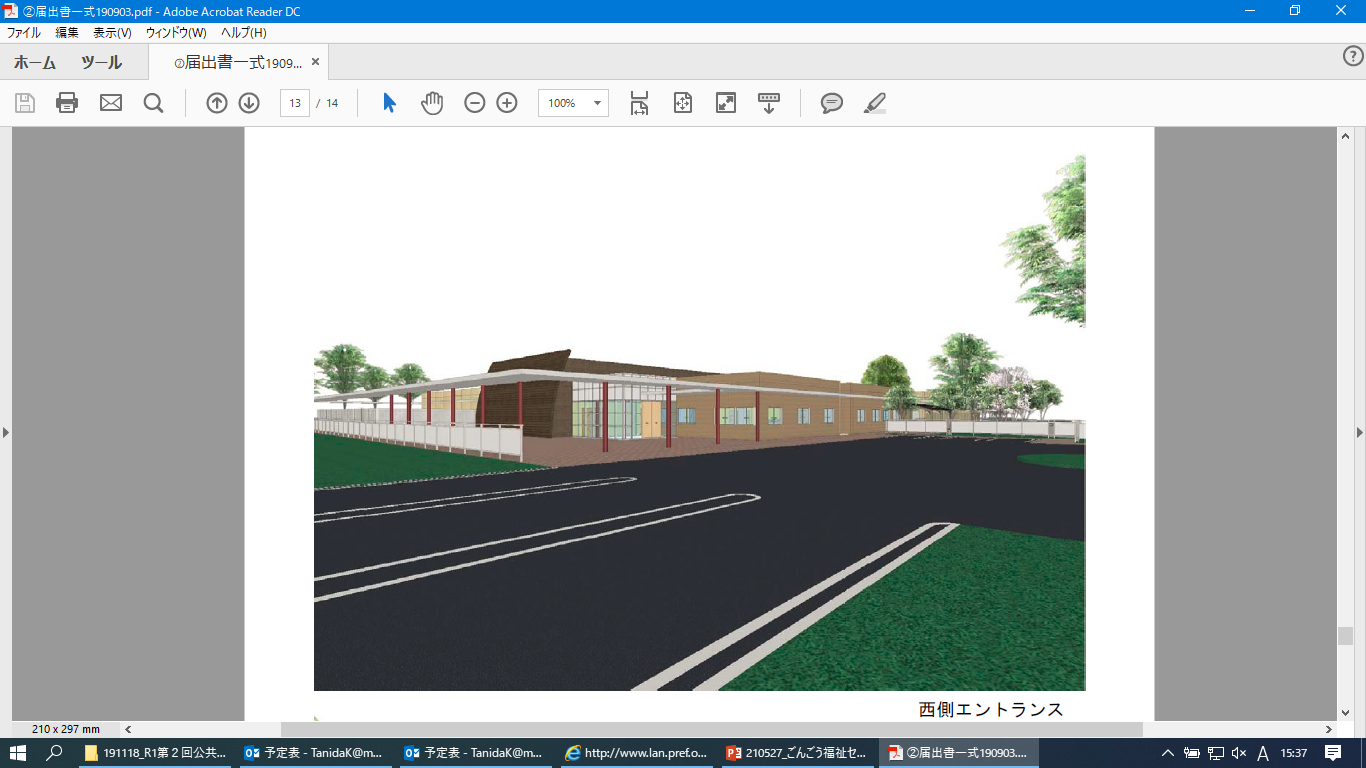 ②届出書一式190903.pdf - Adobe Acrobat Reader DC
ファイル 編集 表示(V) ウィンドウ(W) ヘルプ(H)
ホーム ツール ②届出書一式1909... ×
13 / 14 100%
西側エントランス
210 x 297 mm
191118_R1第２回公共... 予定表 - TanidaK@m... 予定表 - TanidaK@m... http://www.lan.pref.o... 210527_ごんごう福祉セ... ②届出書一式190903.... A 15:37